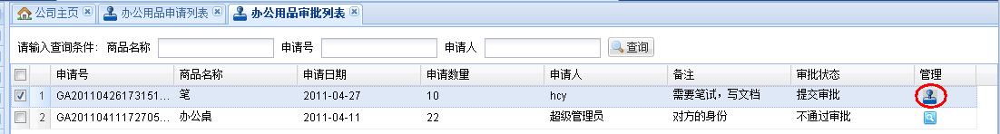 公司主页 办公用品申请列表 办公用品审批列表
请输入查询条件： 商品名称 申请号 申请人 查询
申请号 商品名称 申请日期 申请数量 申请人 备注 审批状态 管理
1 GA20110426173151... 笔 2011-04-27 10 hcy 需要笔试，写文档 提交审批
2 GA20110411172705... 办公桌 2011-04-11 22 超级管理员 对方的身份 不通过审批